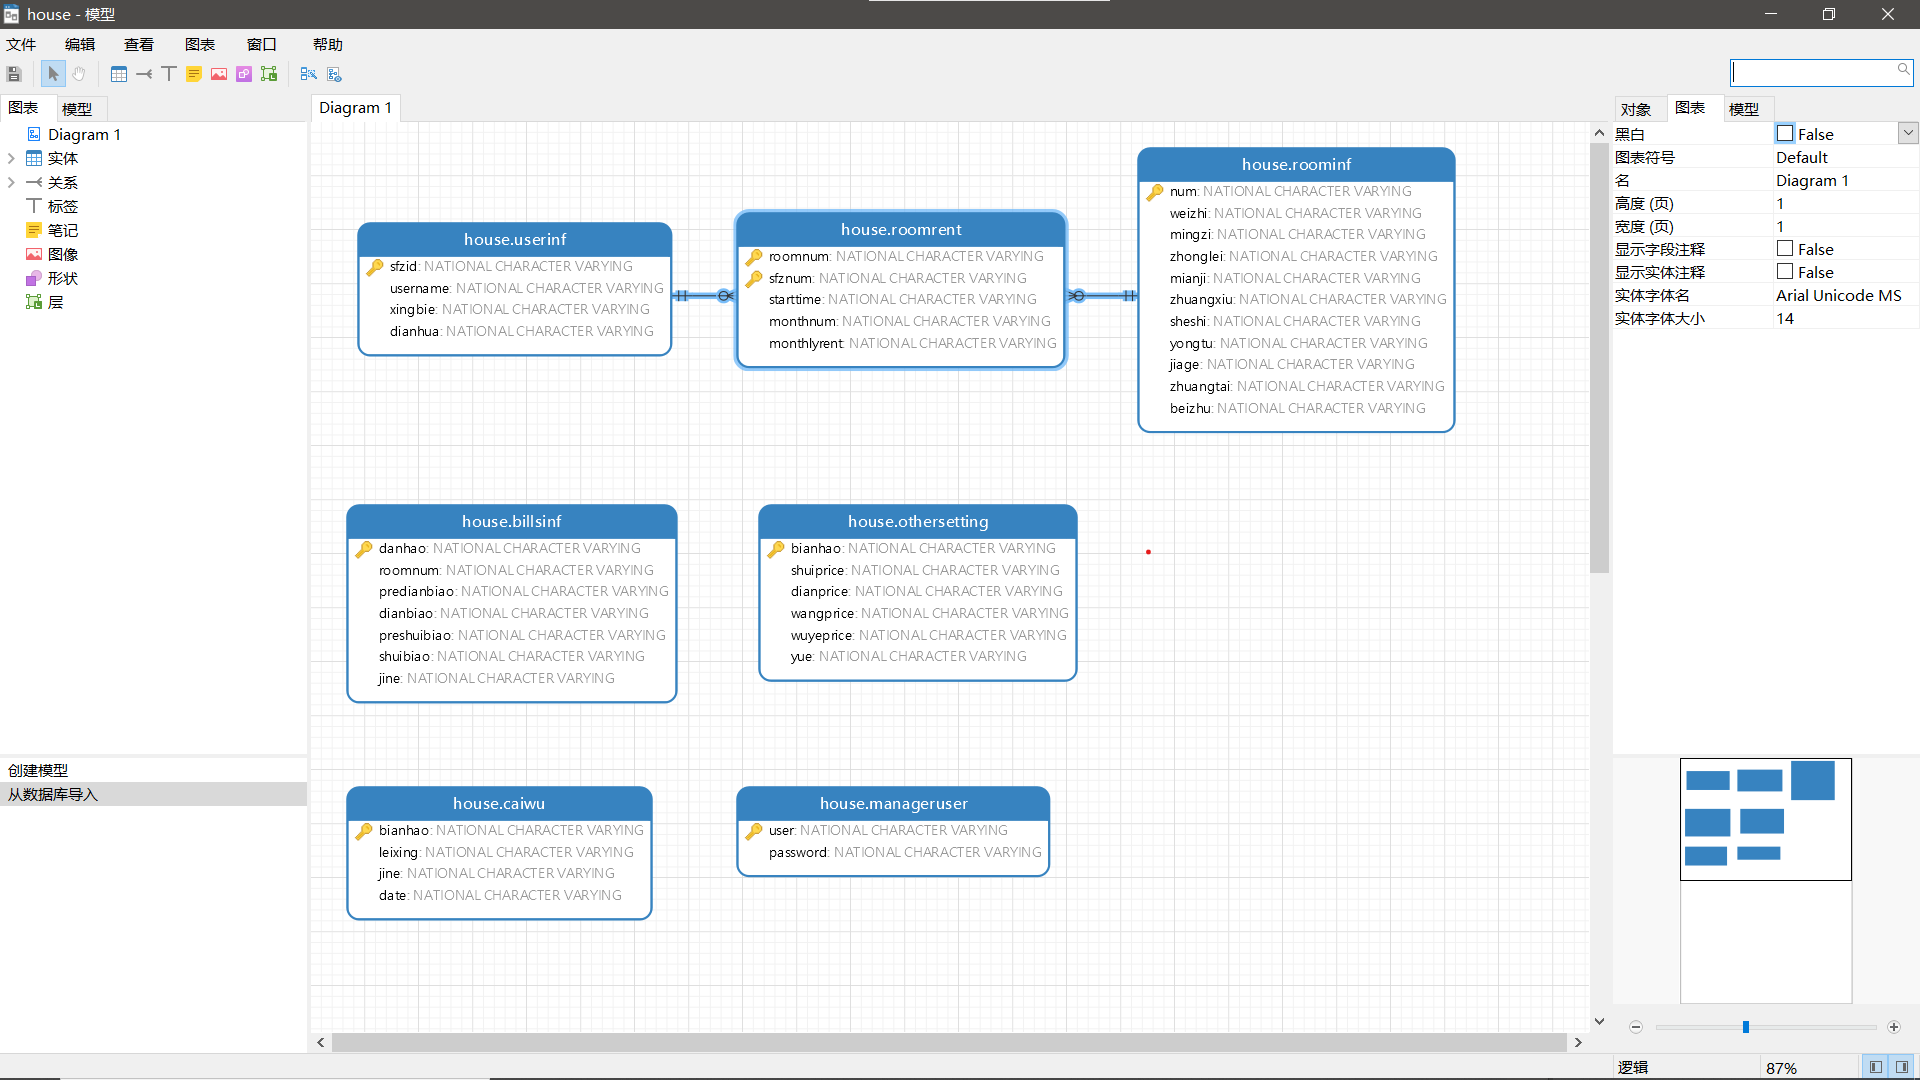 house - 模型
文件 编辑 查看 图表 窗口 帮助
图表 模型
Diagram 1
实体
关系
标签
笔记
图像
形状
层
创建模型
从数据库导入
Diagram 1
house.userinf
sfzid: NATIONAL CHARACTER VARYING
username: NATIONAL CHARACTER VARYING
xingbie: NATIONAL CHARACTER VARYING
dianhua: NATIONAL CHARACTER VARYING
house.roomrent
roomnum: NATIONAL CHARACTER VARYING
sfznum: NATIONAL CHARACTER VARYING
starttime: NATIONAL CHARACTER VARYING
monthnum: NATIONAL CHARACTER VARYING
monthlyrent: NATIONAL CHARACTER VARYING
house.roominf
num: NATIONAL CHARACTER VARYING
weizhi: NATIONAL CHARACTER VARYING
mingzi: NATIONAL CHARACTER VARYING
zhonglei: NATIONAL CHARACTER VARYING
mianji: NATIONAL CHARACTER VARYING
zhuangxiu: NATIONAL CHARACTER VARYING
sheshi: NATIONAL CHARACTER VARYING
yongtu: NATIONAL CHARACTER VARYING
jiage: NATIONAL CHARACTER VARYING
zhuangtai: NATIONAL CHARACTER VARYING
beizhu: NATIONAL CHARACTER VARYING
house.billsinf
danhao: NATIONAL CHARACTER VARYING
roomnum: NATIONAL CHARACTER VARYING
predianbiao: NATIONAL CHARACTER VARYING
dianbiao: NATIONAL CHARACTER VARYING
preshuibiao: NATIONAL CHARACTER VARYING
shuibiao: NATIONAL CHARACTER VARYING
jine: NATIONAL CHARACTER VARYING
house.othersetting
bianhao: NATIONAL CHARACTER VARYING
shuiprice: NATIONAL CHARACTER VARYING
dianprice: NATIONAL CHARACTER VARYING
wangprice: NATIONAL CHARACTER VARYING
wuyeprice: NATIONAL CHARACTER VARYING
yue: NATIONAL CHARACTER VARYING
house.caiwu
bianhao: NATIONAL CHARACTER VARYING
leixing: NATIONAL CHARACTER VARYING
jine: NATIONAL CHARACTER VARYING
date: NATIONAL CHARACTER VARYING
house.manageruser
user: NATIONAL CHARACTER VARYING
password: NATIONAL CHARACTER VARYING
对象 图表 模型
黑白 False
图表符号 Default
名 Diagram 1
高度 (页) 1
宽度 (页) 1
显示字段注释 False
显示实体注释 False
实体字体名 Arial Unicode MS
实体字体大小 14
逻辑 87%